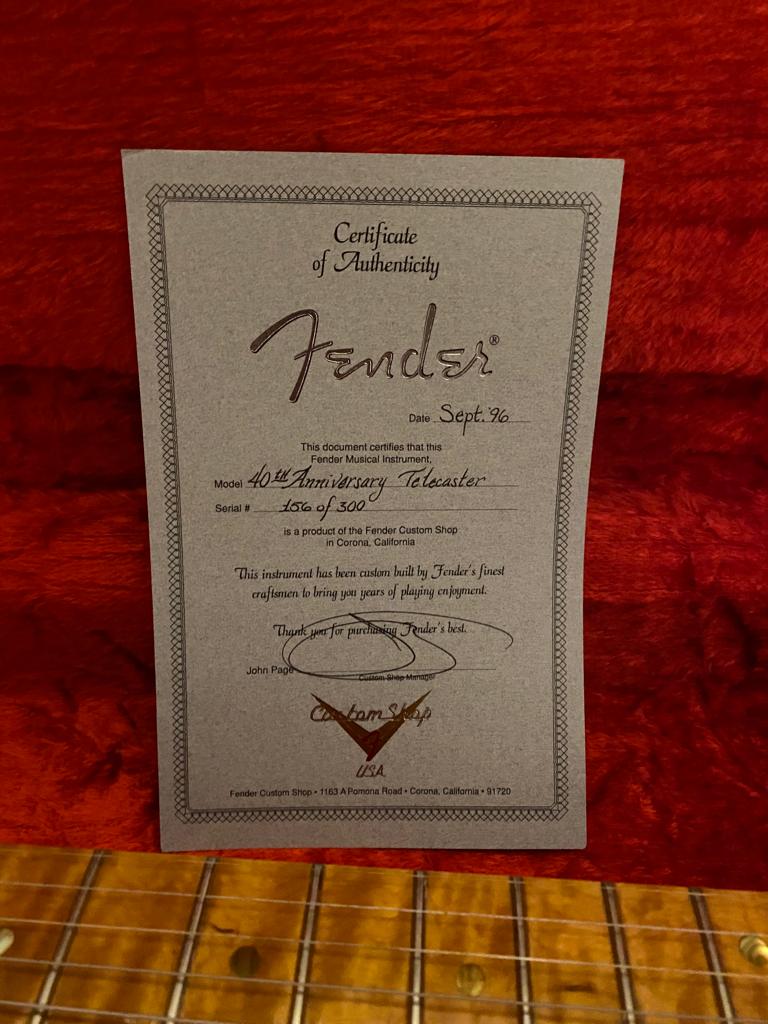 Certificate
of Authenticity
Fender®
Date Sept. '96
This document certifies that this
Fender Musical Instrument,
Model 40TH Anniversary Telecaster
Serial # 156 of 300
is a product of the Fender Custom Shop
in Corona, California
This instrument has been custom built by Fender's finest
craftsmen to bring you years of playing enjoyment.
Thank you for purchasing Fender's best.
John Page
Custom Shop Manager
Custom Shop
USA
Fender Custom Shop • 1163 A Pomona Road • Corona, California • 91720